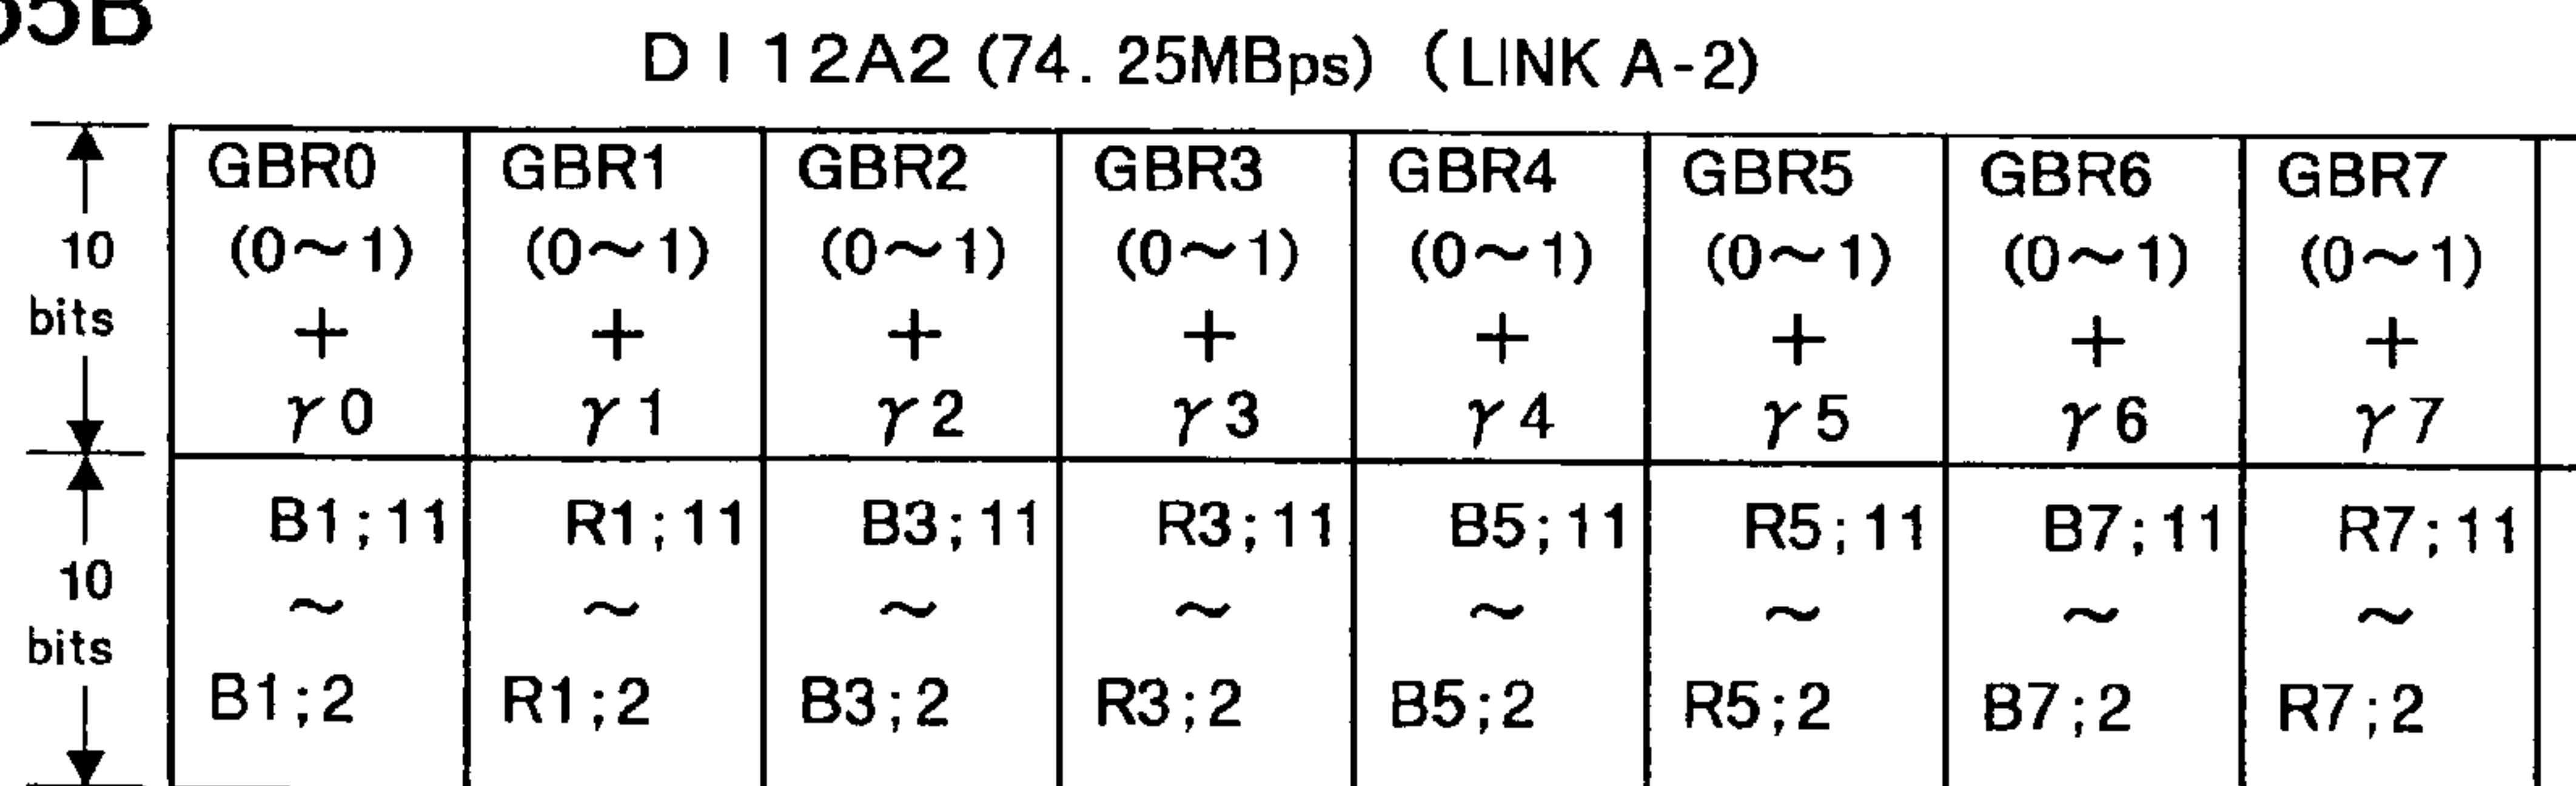 55B
D I 12A2 (74. 25MBps) (LINK A-2)
10 bits
GBR0 GBR1 GBR2 GBR3 GBR4 GBR5 GBR6 GBR7
(0～1) (0～1) (0～1) (0～1) (0～1) (0～1) (0～1) (0～1)
+ + + + + + + +
γ0 γ1 γ2 γ3 γ4 γ5 γ6 γ7
10 bits
B1;11 R1;11 B3;11 R3;11 B5;11 R5;11 B7;11 R7;11
～ ～ ～ ～ ～ ～ ～ ～
B1;2 R1;2 B3;2 R3;2 B5;2 R5;2 B7;2 R7;2